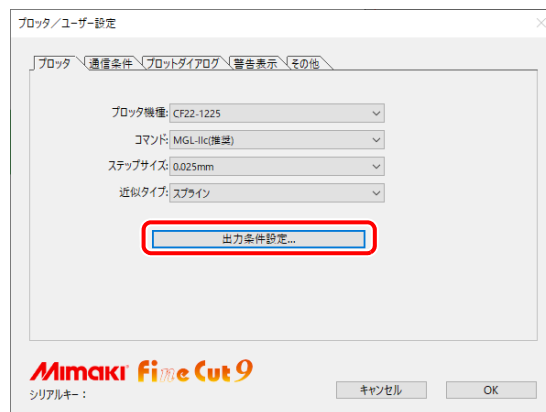 プロッタ／ユーザー設定
プロッタ 通信条件 プロットダイアログ 警告表示 その他
プロッタ機種: CF22-1225
コマンド: MGL-IIc(推奨)
ステップサイズ: 0.025mm
近似タイプ: スプライン
出力条件設定...
Mimaki Fine Cut 9
シリアルキー：
キャンセル OK